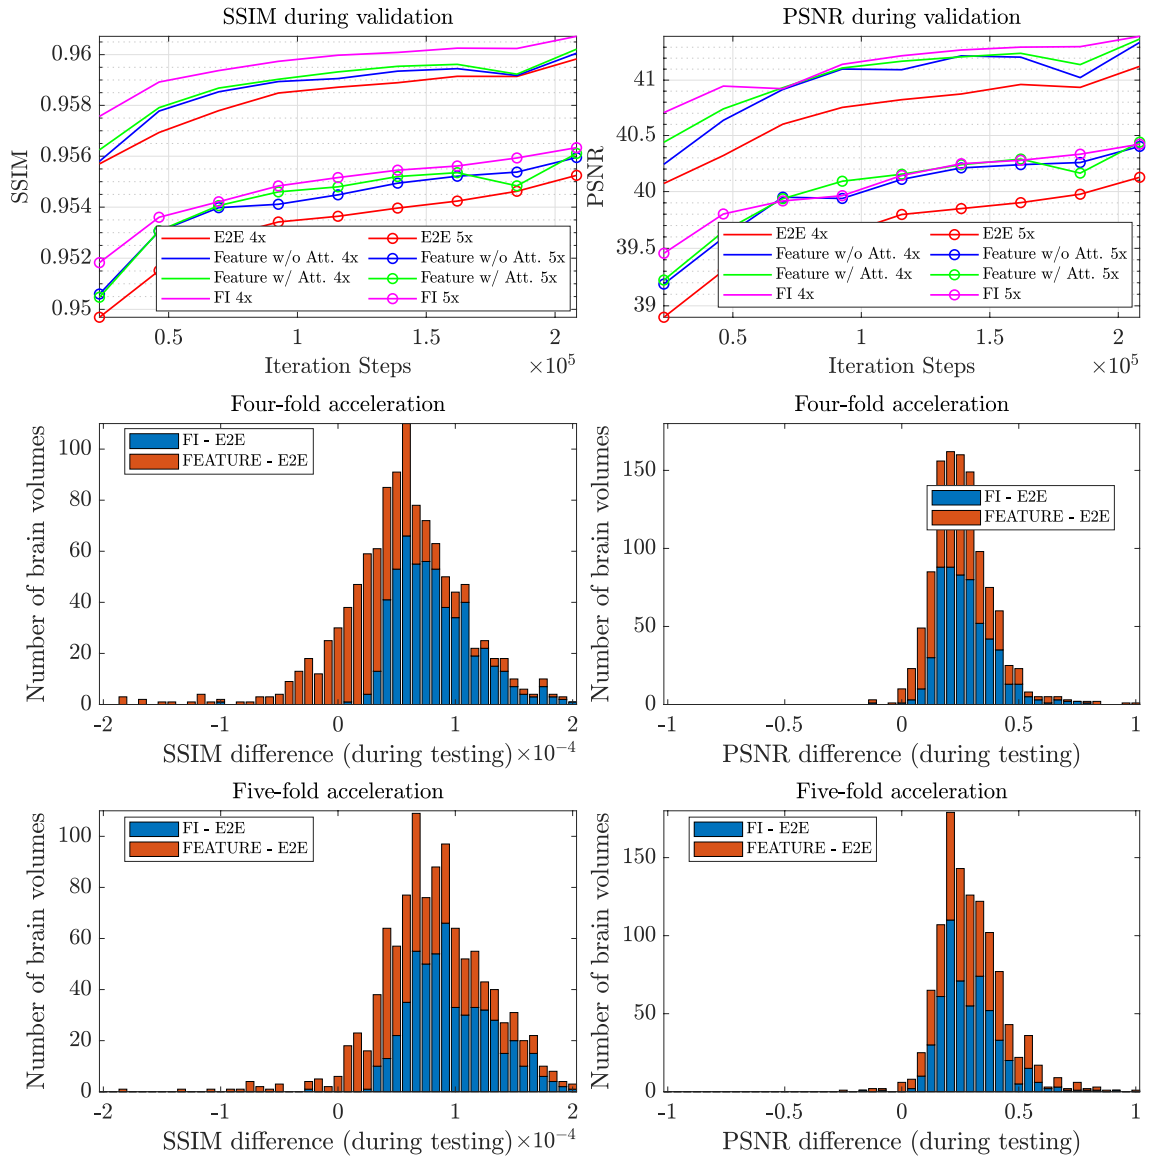 SSIM during validation
SSIM
0.96
0.958
0.956
0.954
0.952
0.95
E2E 4x
Feature w/o Att. 4x
Feature w/ Att. 4x
FI 4x
E2E 5x
Feature w/o Att. 5x
Feature w/ Att. 5x
FI 5x
0.5
1
1.5
2
×10⁵
Iteration Steps
PSNR during validation
PSNR
41
40.5
40
39.5
39
E2E 4x
Feature w/o Att. 4x
Feature w/ Att. 4x
FI 4x
E2E 5x
Feature w/o Att. 5x
Feature w/ Att. 5x
FI 5x
0.5
1
1.5
2
×10⁵
Iteration Steps
Four-fold acceleration
Number of brain volumes
100
80
60
40
20
0
FI - E2E
FEATURE - E2E
-2
-1
0
1
2
SSIM difference (during testing) ×10⁻⁴
Four-fold acceleration
Number of brain volumes
150
100
50
0
FI - E2E
FEATURE - E2E
-1
-0.5
0
0.5
1
PSNR difference (during testing)
Five-fold acceleration
Number of brain volumes
100
80
60
40
20
0
FI - E2E
FEATURE - E2E
-2
-1
0
1
2
SSIM difference (during testing) ×10⁻⁴
Five-fold acceleration
Number of brain volumes
150
100
50
0
FI - E2E
FEATURE - E2E
-1
-0.5
0
0.5
1
PSNR difference (during testing)